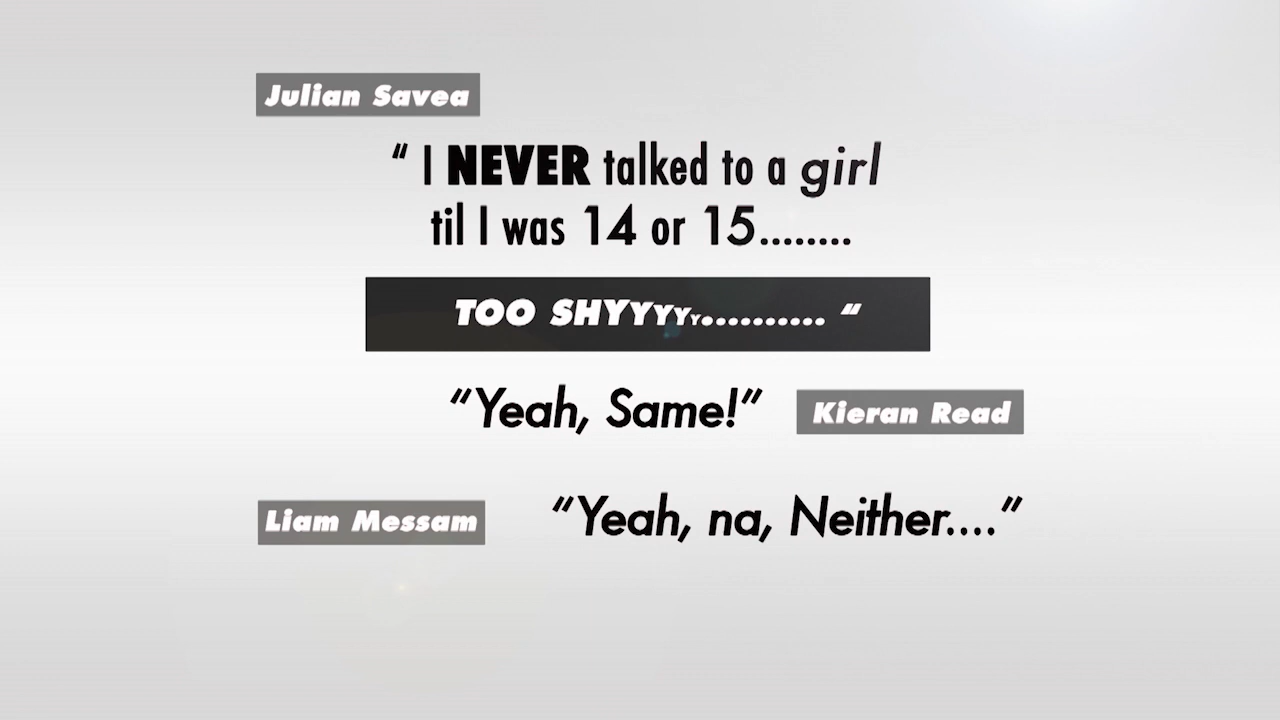 Julian Savea
“ I NEVER talked to a girl
til I was 14 or 15........
TOO SHYYYYY.......... “
“Yeah, Same!” Kieran Read
Liam Messam “Yeah, na, Neither....”